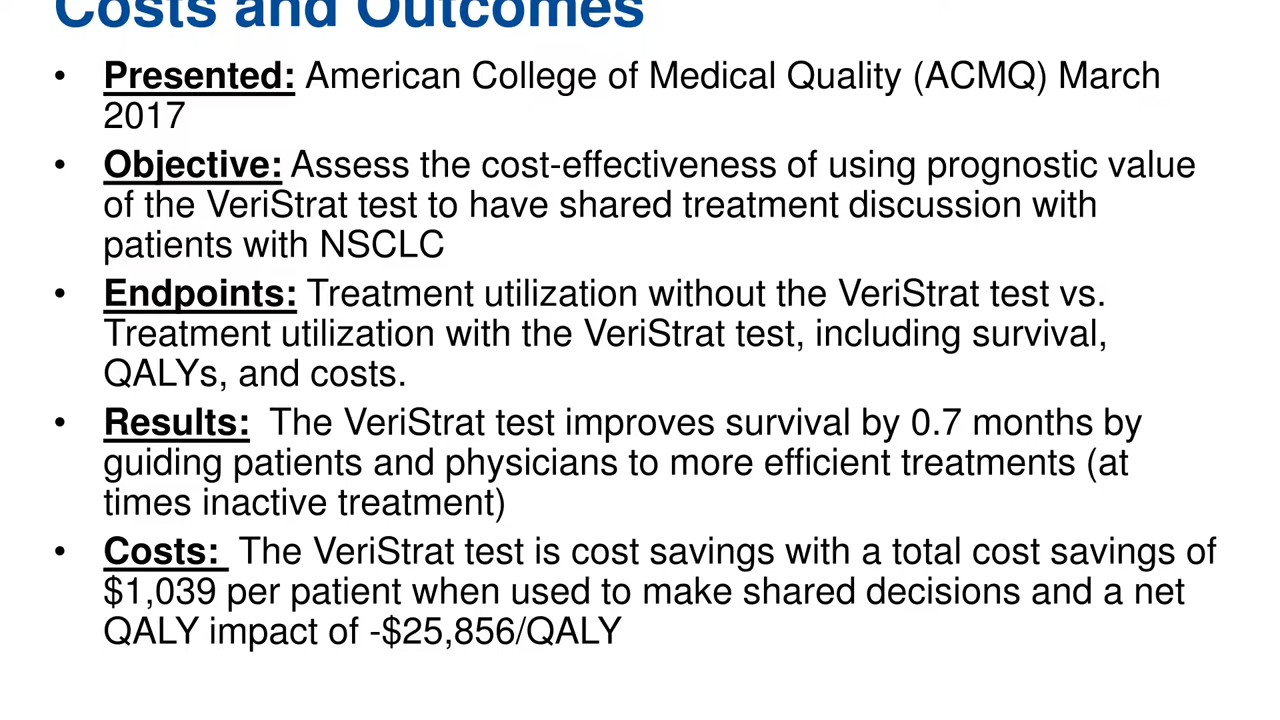 Costs and Outcomes
• Presented: American College of Medical Quality (ACMQ) March
2017
• Objective: Assess the cost-effectiveness of using prognostic value
of the VeriStrat test to have shared treatment discussion with
patients with NSCLC
• Endpoints: Treatment utilization without the VeriStrat test vs.
Treatment utilization with the VeriStrat test, including survival,
QALYs, and costs.
• Results: The VeriStrat test improves survival by 0.7 months by
guiding patients and physicians to more efficient treatments (at
times inactive treatment)
• Costs: The VeriStrat test is cost savings with a total cost savings of
$1,039 per patient when used to make shared decisions and a net
QALY impact of -$25,856/QALY